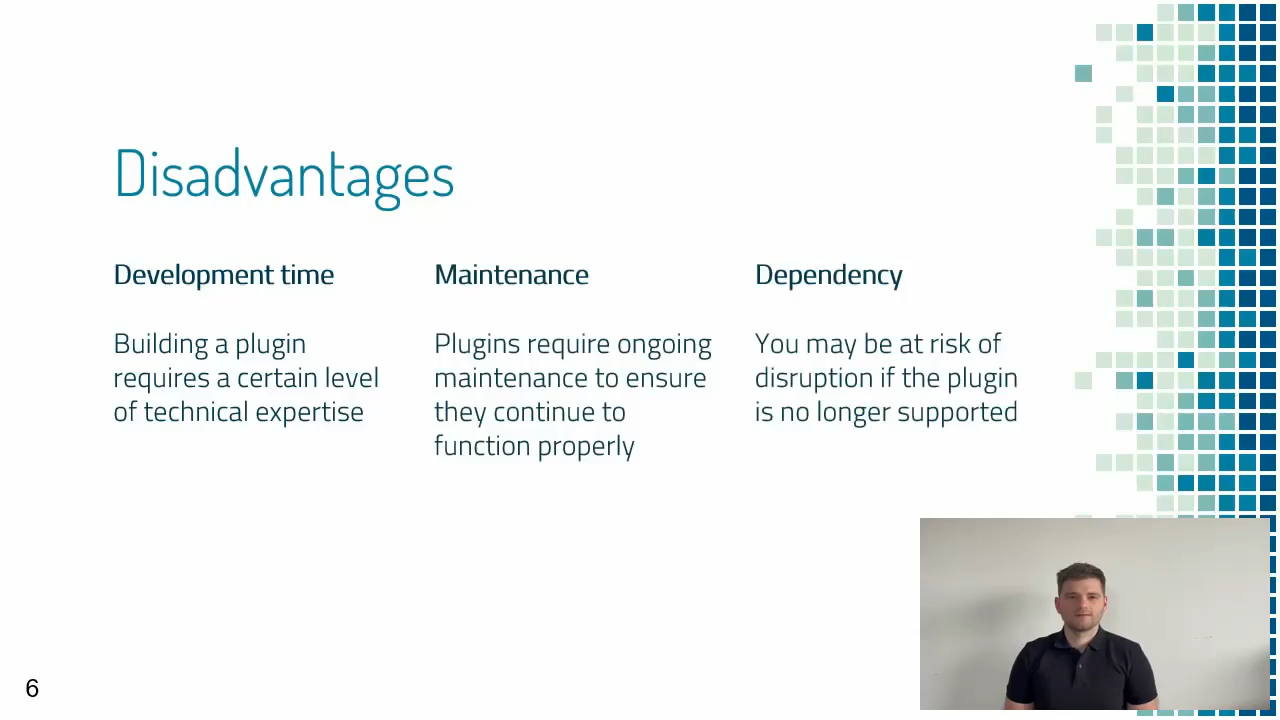 Disadvantages
Development time
Building a plugin
requires a certain level
of technical expertise
Maintenance
Plugins require ongoing
maintenance to ensure
they continue to
function properly
Dependency
You may be at risk of
disruption if the plugin
is no longer supported
6